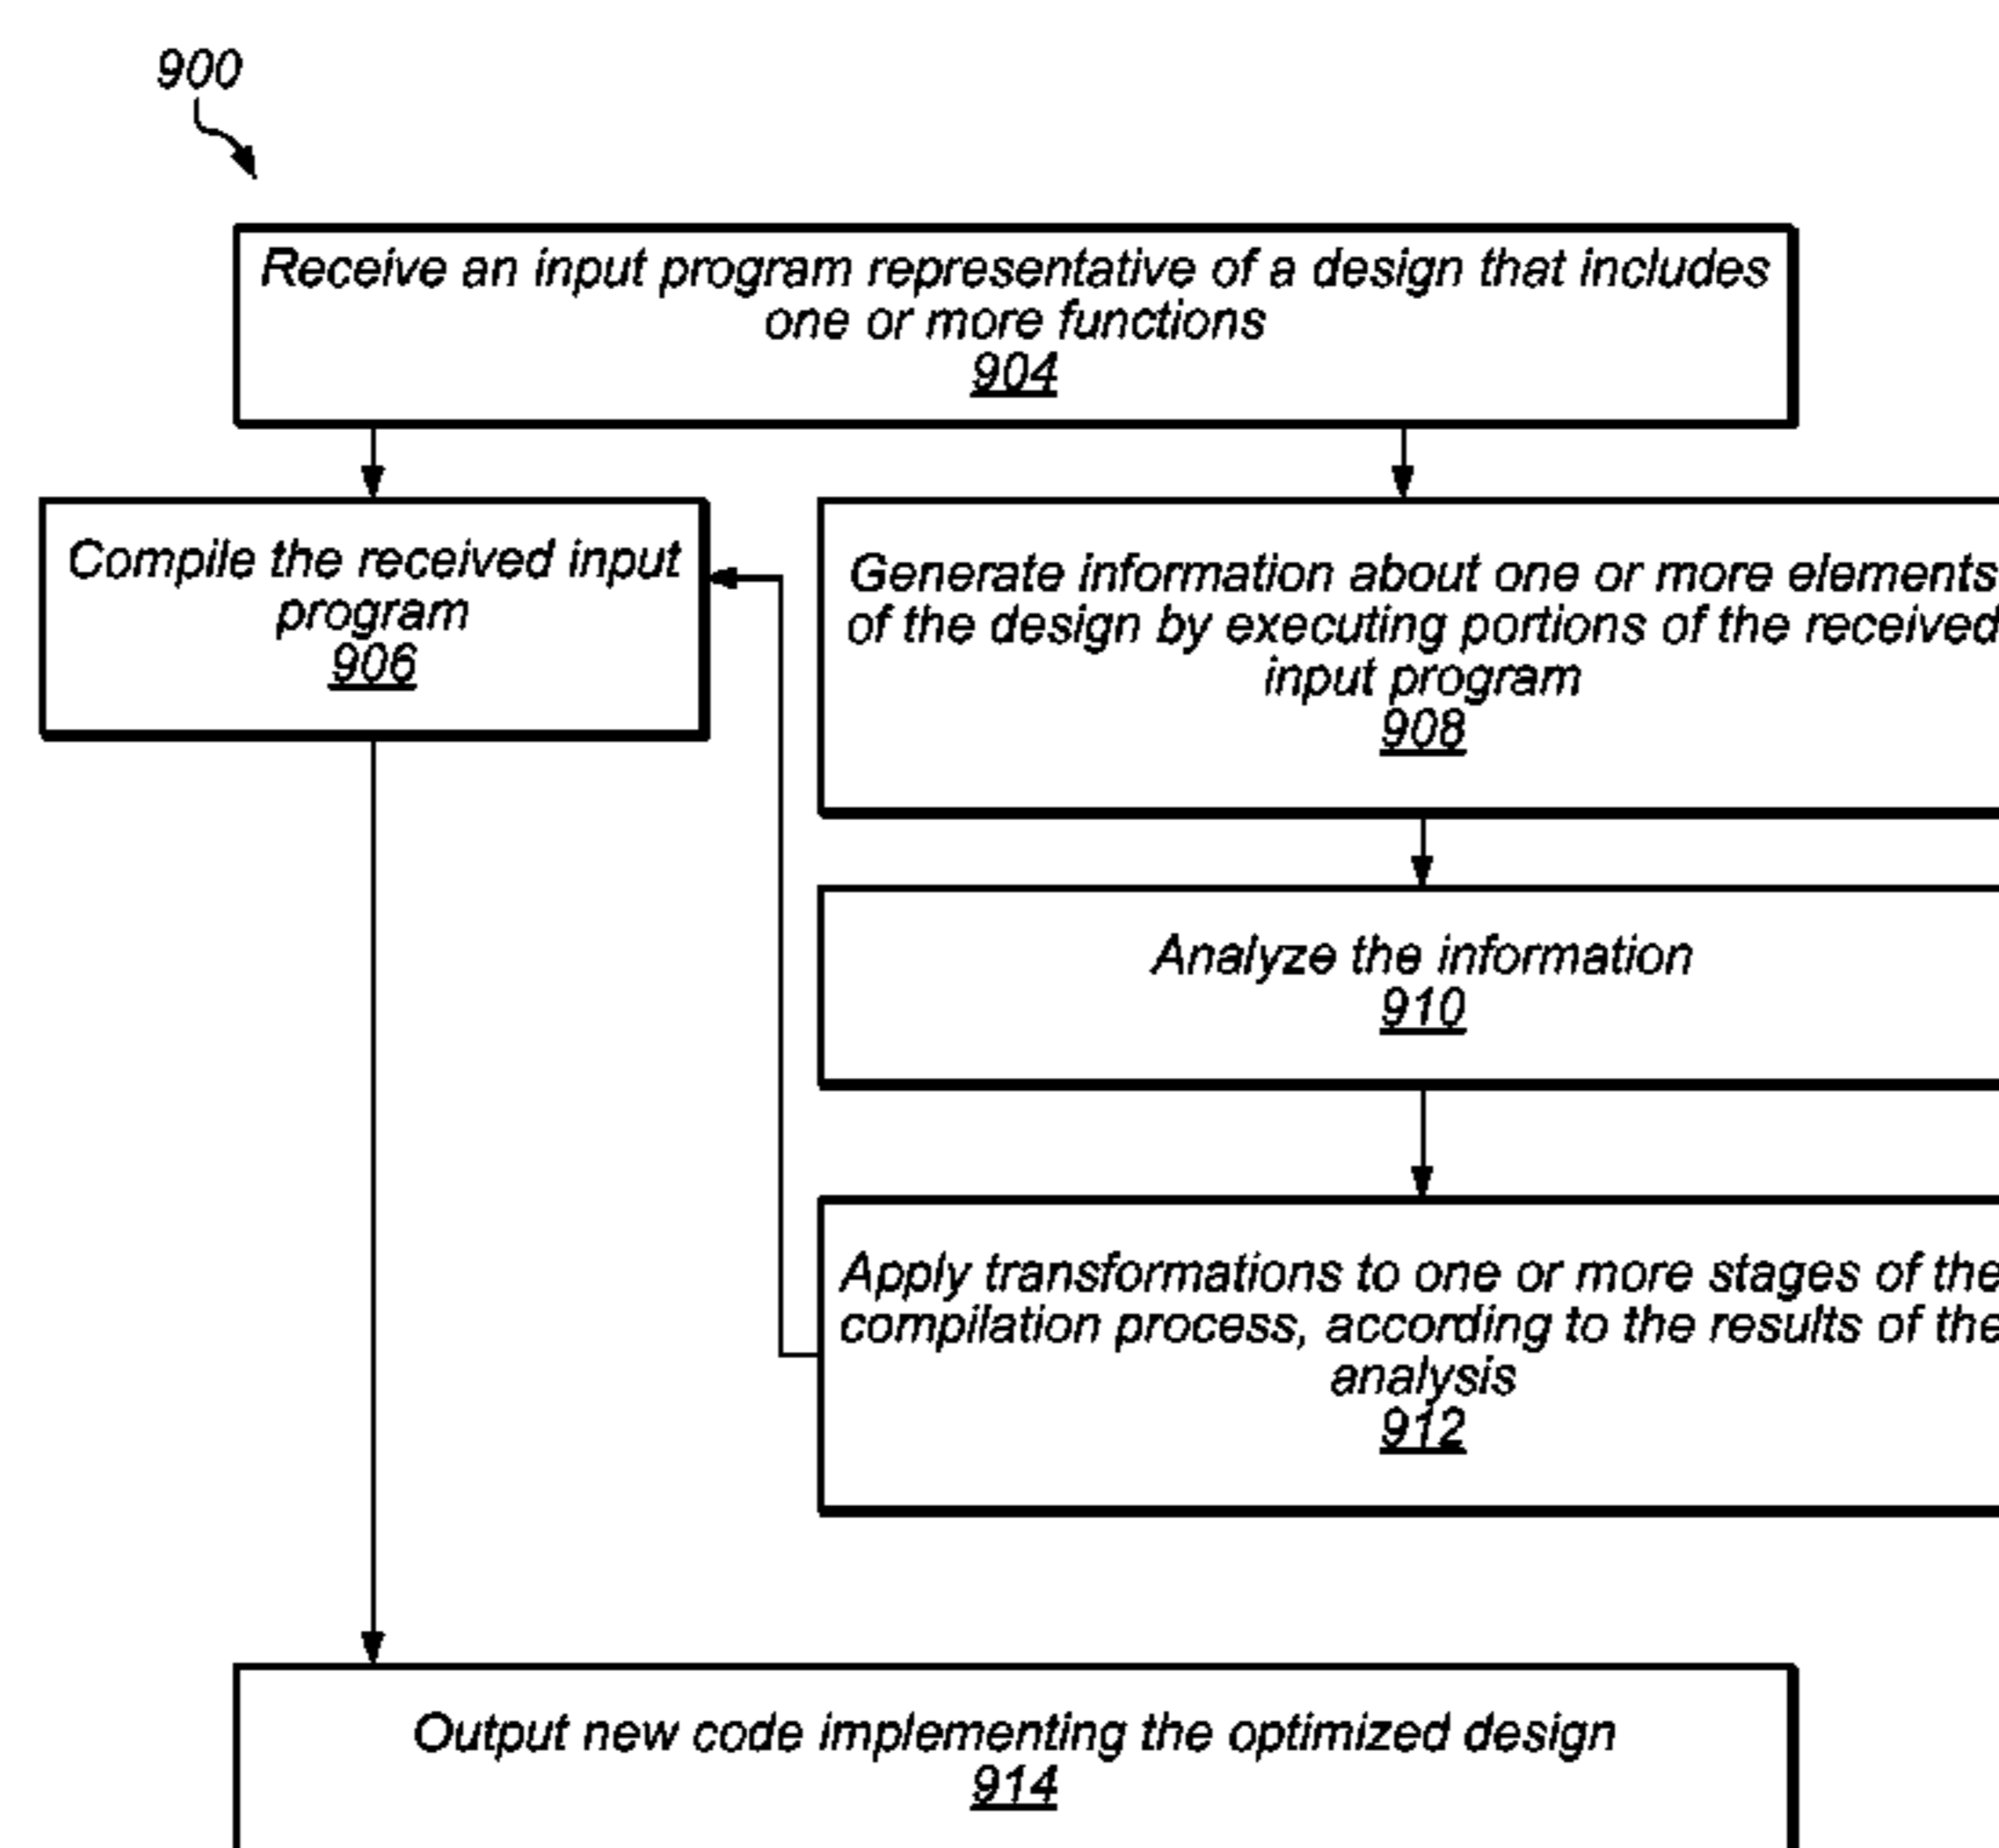 900
Receive an input program representative of a design that includes
one or more functions
904
Compile the received input
program
906
Generate information about one or more elements
of the design by executing portions of the received
input program
908
Analyze the information
910
Apply transformations to one or more stages of the
compilation process, according to the results of the
analysis
912
Output new code implementing the optimized design
914